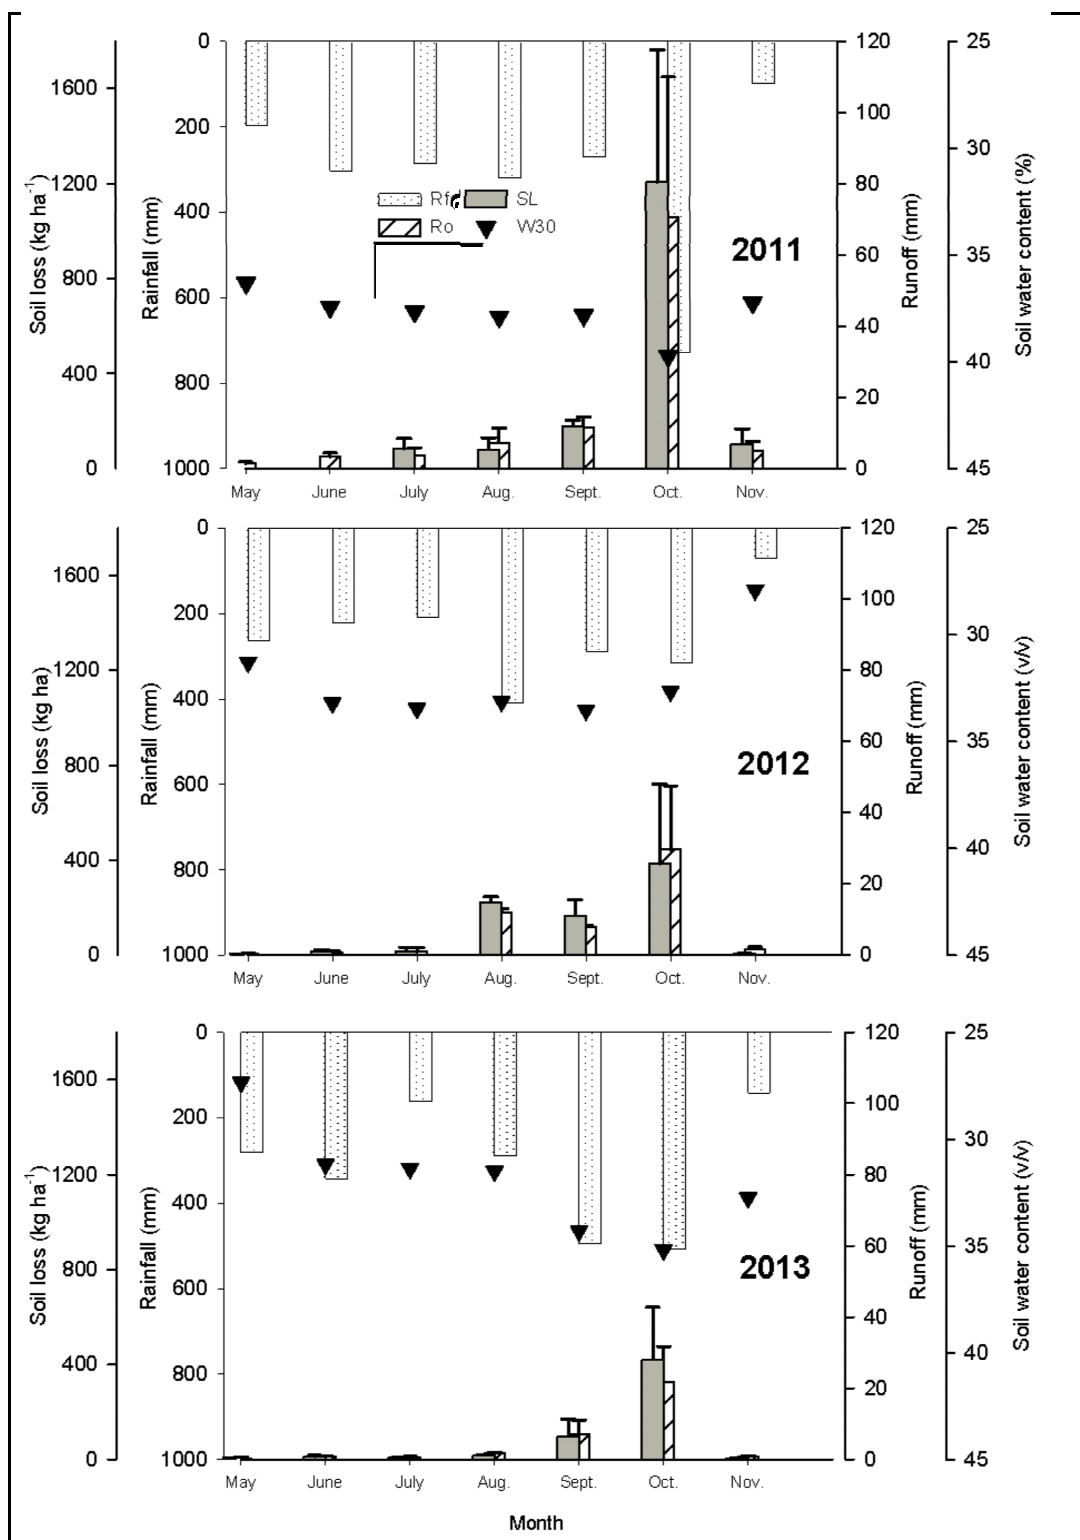 0 120 25
1600 200 100 30
1200 400 80 35
800 600 60 40
400 800 40
20
0 1000 0 45
Soil loss (kg ha-1)
Rainfall (mm)
Runoff (mm)
Soil water content (%)
Rf SL
Ro W30
2011
May June July Aug. Sept. Oct. Nov.
0 120 25
1600 200 100 30
1200 400 80 35
800 600 60 40
400 800 40
20
0 1000 0 45
Soil loss (kg ha)
Rainfall (mm)
Runoff (mm)
Soil water content (v/v)
2012
May June July Aug. Sept. Oct. Nov.
0 120 25
1600 200 100 30
1200 400 80 35
800 600 60 40
400 800 40
20
0 1000 0 45
Soil loss (kg ha-1)
Rainfall (mm)
Runoff (mm)
Soil water content (v/v)
2013
May June July Aug. Sept. Oct. Nov.
Month